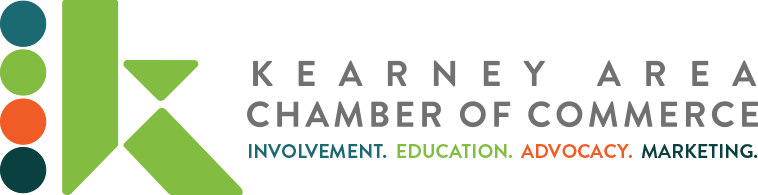 k
KEARNEY AREA
CHAMBER OF COMMERCE
INVOLVEMENT. EDUCATION. ADVOCACY. MARKETING.